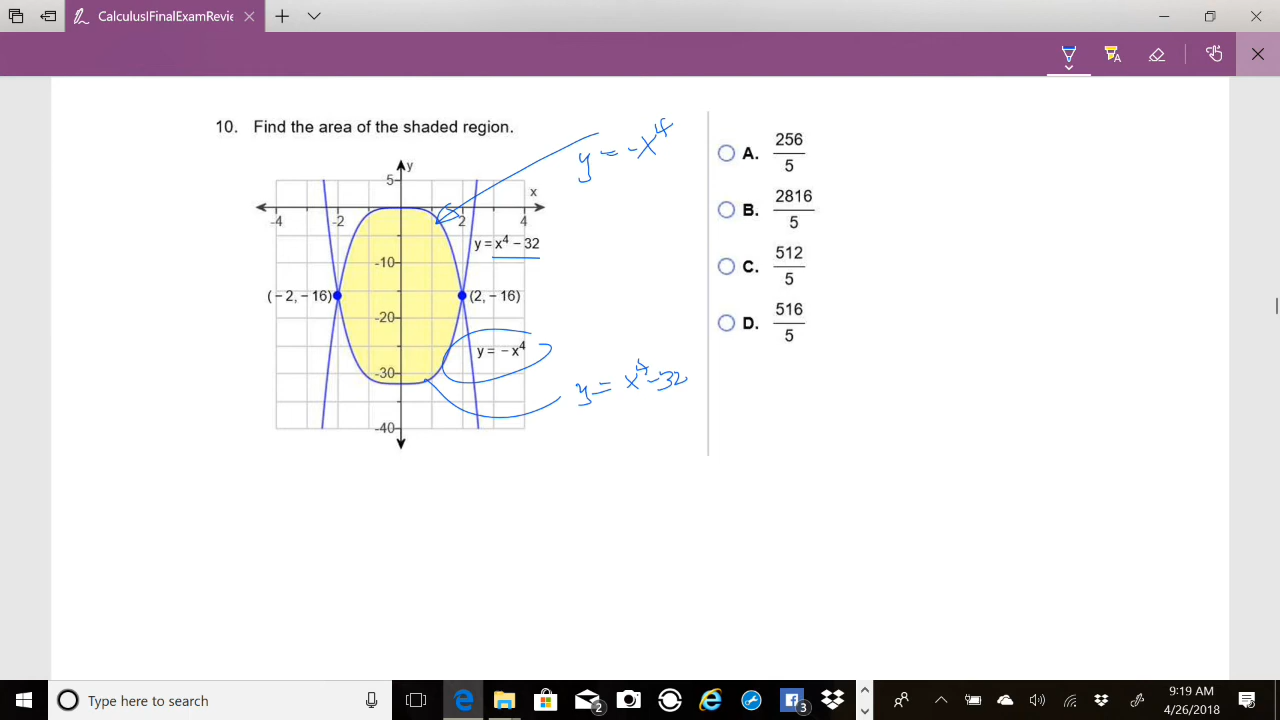 CalculusIFinalExamRevie
10. Find the area of the shaded region.
y = -x⁴
y
5
x
-4
-2
2
4
y = x⁴ – 32
-10
( – 2, – 16)
(2, – 16)
-20
y = – x⁴
-30
y = x⁴-32
-40
A. 256/5
B. 2816/5
C. 512/5
D. 516/5
Type here to search
2
3
9:19 AM
4/26/2018